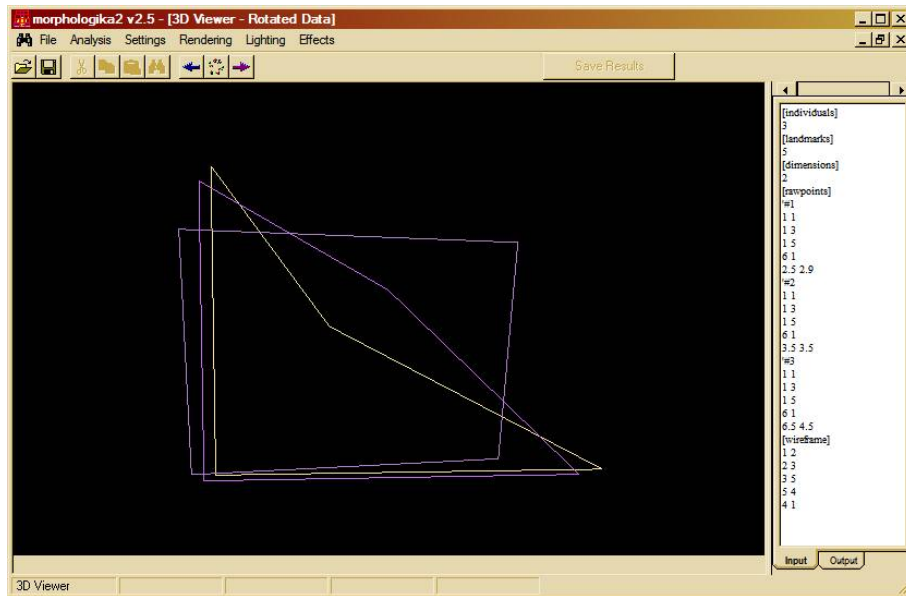 morphologika2 v2.5 - [3D Viewer - Rotated Data]
File Analysis Settings Rendering Lighting Effects
Save Results
[individuals]
3
[landmarks]
5
[dimensions]
2
[rawpoints]
'#1
1 1
1 3
1 5
6 1
2.5 2.9
'#2
1 1
1 3
1 5
6 1
3.5 3.5
'#3
1 1
1 3
1 5
6 1
6.5 4.5
[wireframe]
1 2
2 3
3 5
5 4
4 1
Input Output
3D Viewer